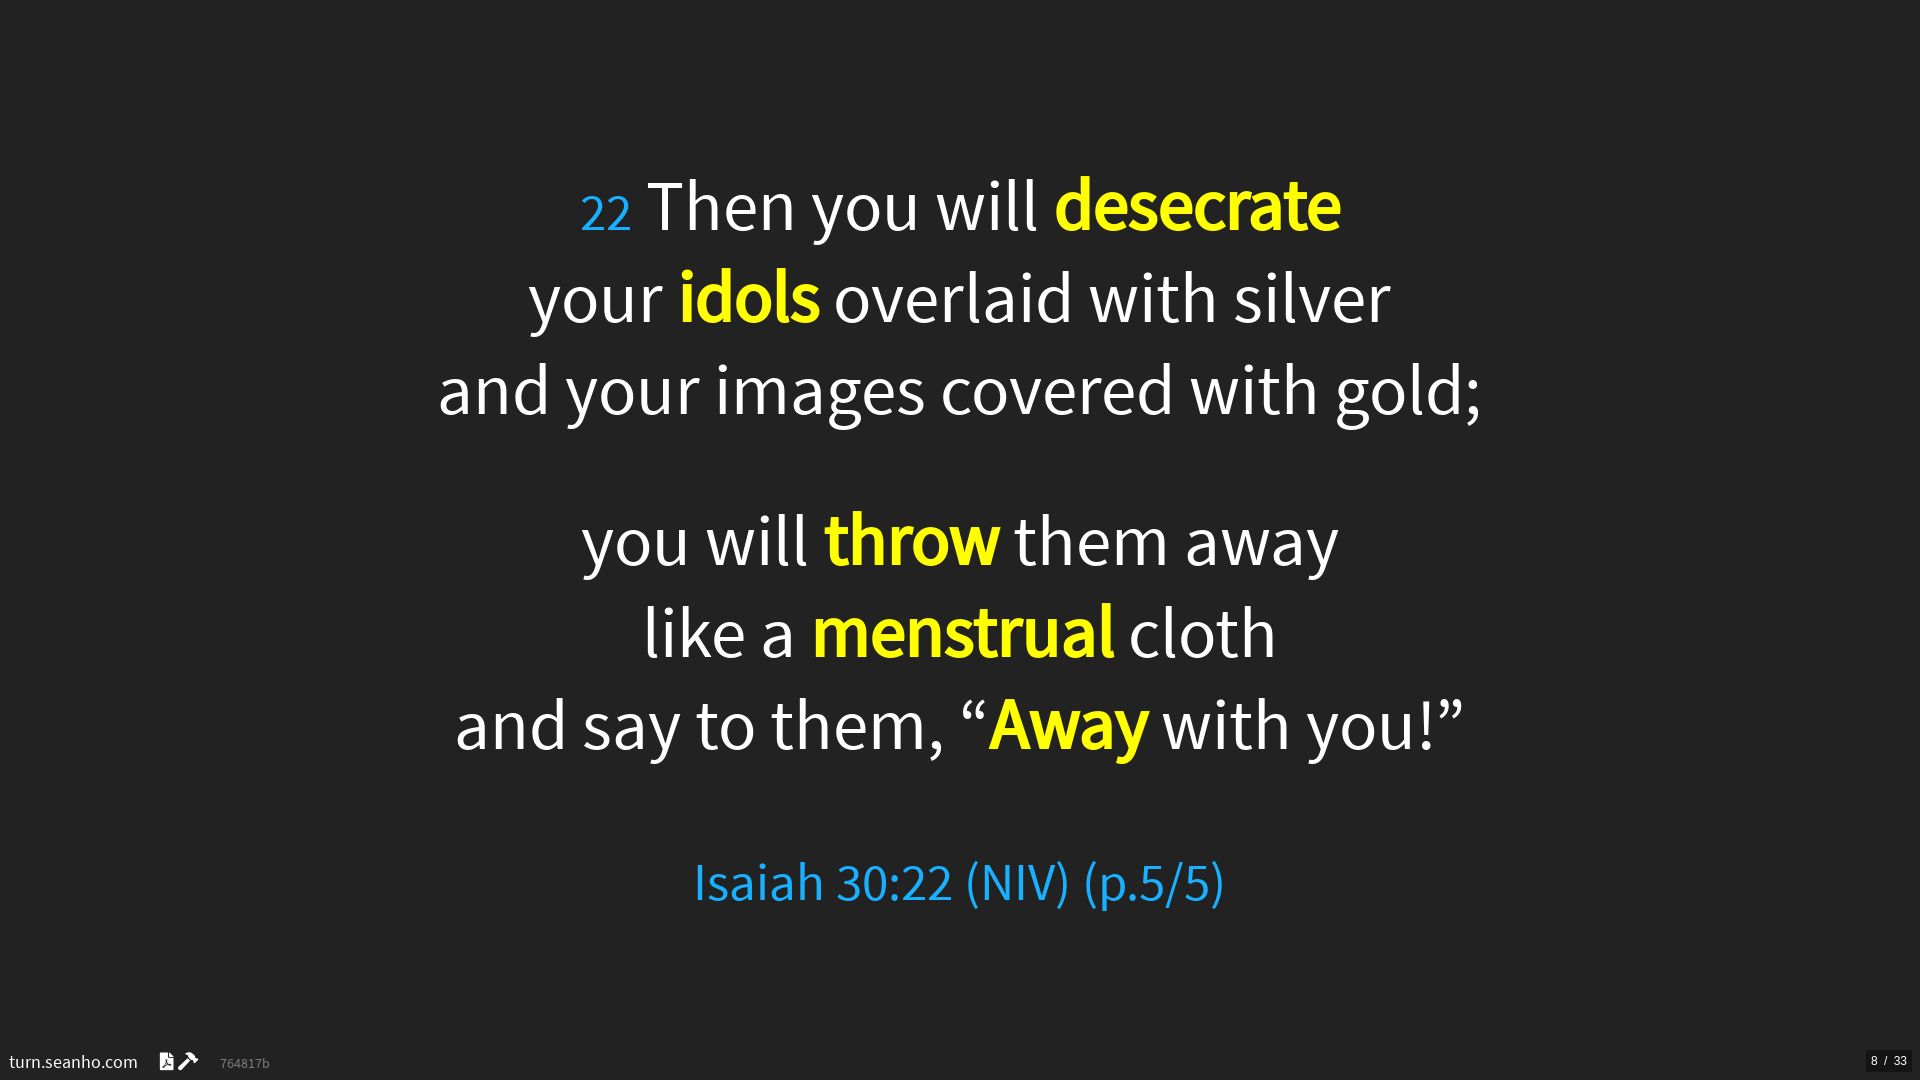 22 Then you will desecrate
your idols overlaid with silver
and your images covered with gold;
you will throw them away
like a menstrual cloth
and say to them, “Away with you!”
Isaiah 30:22 (NIV) (p.5/5)
turn.seanho.com 764817b
8 / 33